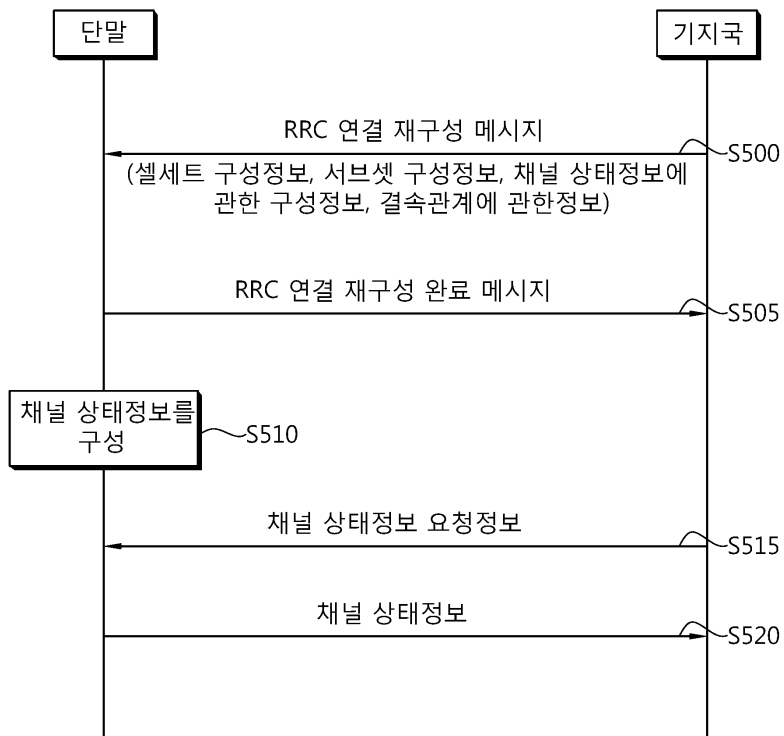 단말
기지국
RRC 연결 재구성 메시지
S500
(셀세트 구성정보, 서브셋 구성정보, 채널 상태정보에
관한 구성정보, 결속관계에 관한정보)
RRC 연결 재구성 완료 메시지
S505
채널 상태정보를
구성
S510
채널 상태정보 요청정보
S515
채널 상태정보
S520